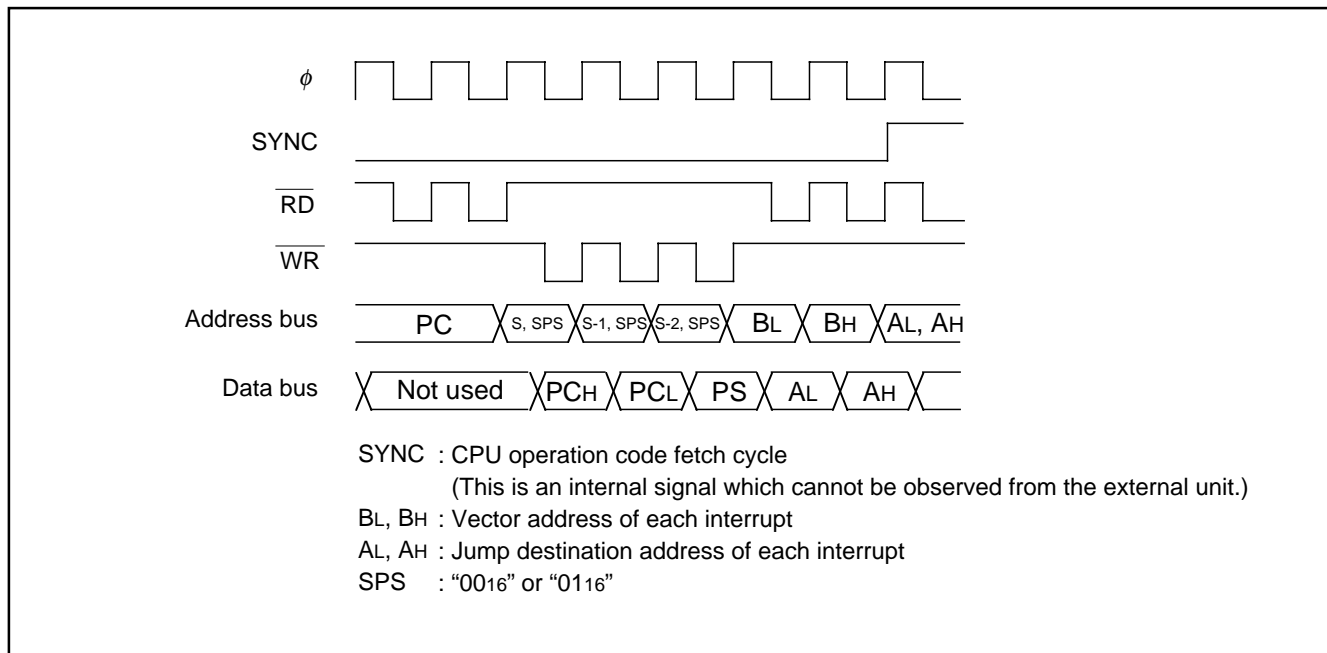 ϕ
SYNC
RD
WR
Address bus PC S, SPS S-1, SPS S-2, SPS BL BH AL, AH
Data bus Not used PCH PCL PS AL AH
SYNC : CPU operation code fetch cycle
(This is an internal signal which cannot be observed from the external unit.)
BL, BH : Vector address of each interrupt
AL, AH : Jump destination address of each interrupt
SPS : “0016” or “0116”